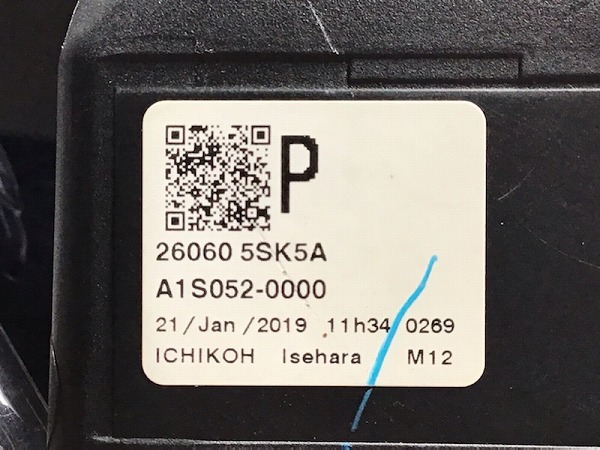 P
26060 5SK5A
A1S052-0000
21/Jan/2019 11h34 0269
ICHIKOH Isehara M12